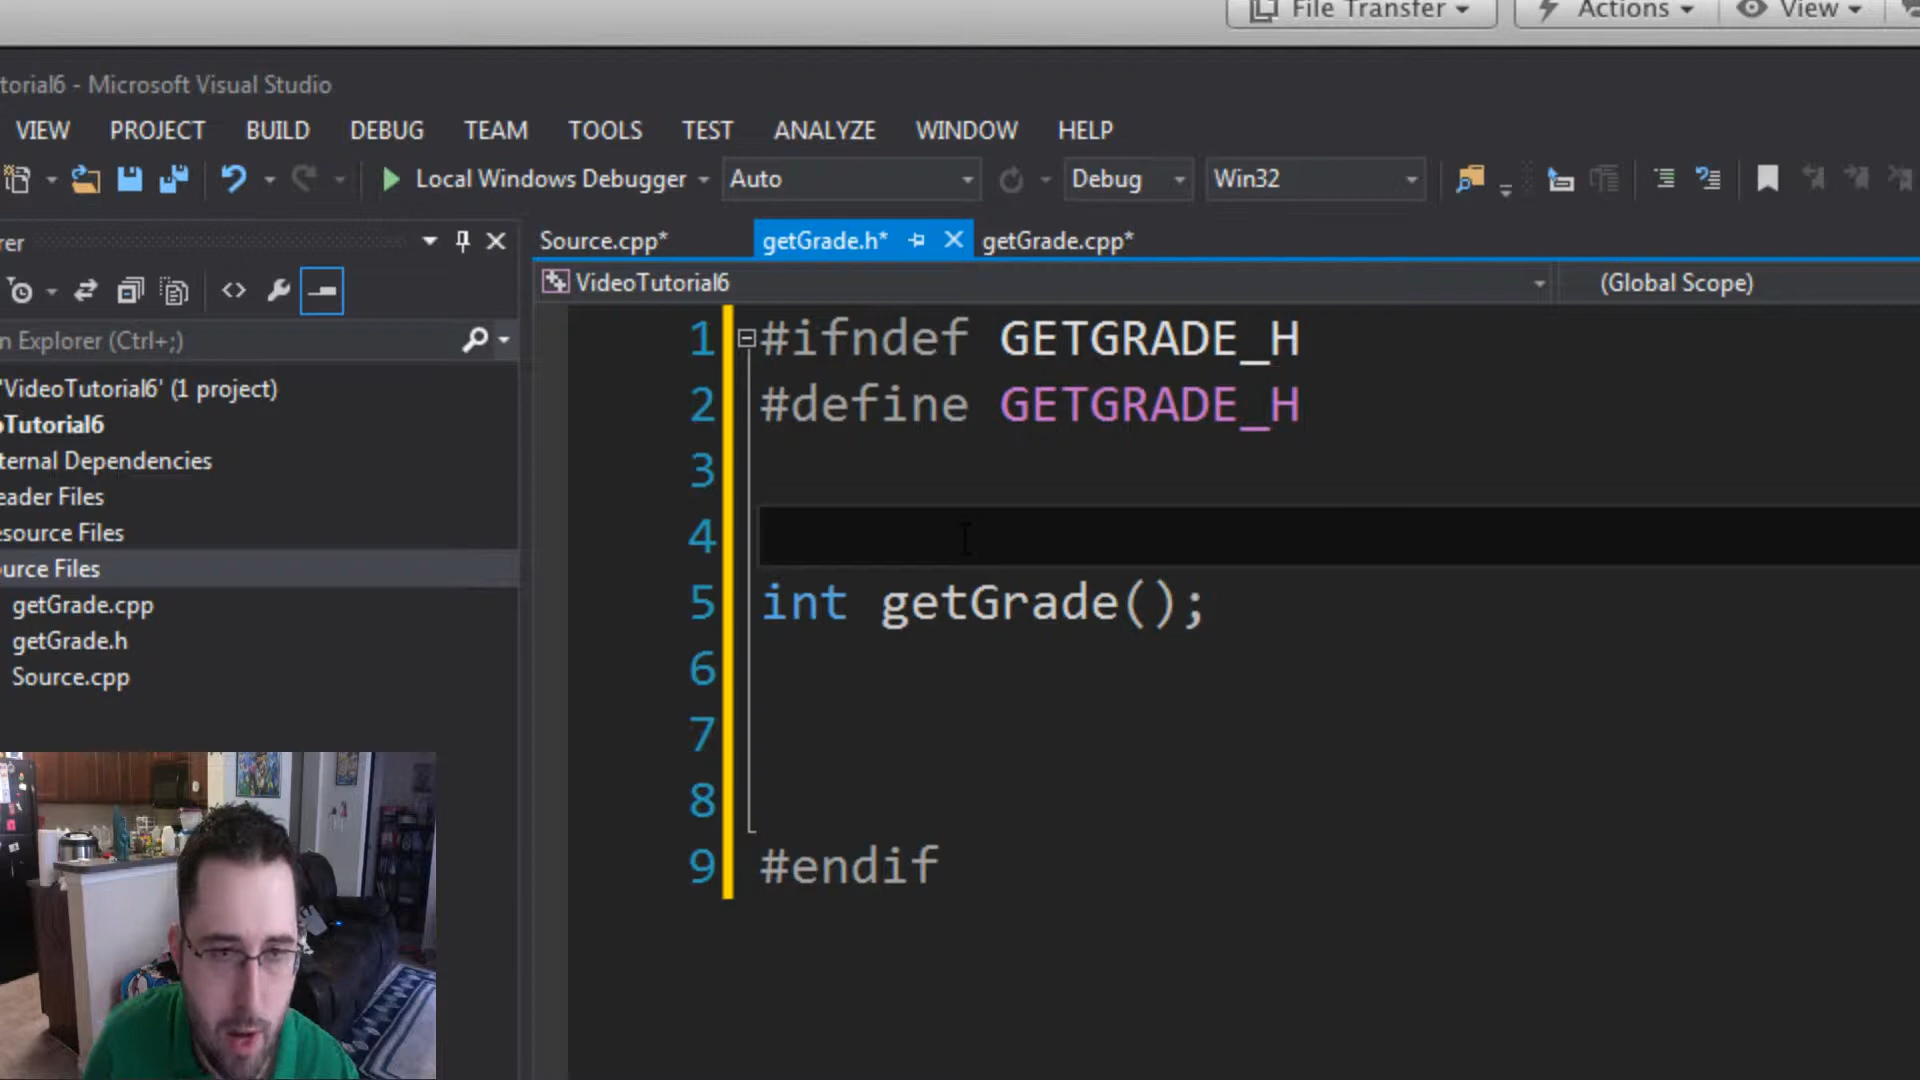 File Transfer
Actions
View
torial6 - Microsoft Visual Studio
VIEW PROJECT BUILD DEBUG TEAM TOOLS TEST ANALYZE WINDOW HELP
Local Windows Debugger Auto Debug Win32
rer
Source.cpp* getGrade.h* getGrade.cpp*
VideoTutorial6 (Global Scope)
n Explorer (Ctrl+;)
'VideoTutorial6' (1 project)
oTutorial6
ternal Dependencies
eader Files
esource Files
urce Files
getGrade.cpp
getGrade.h
Source.cpp
1 #ifndef GETGRADE_H
2 #define GETGRADE_H
3
4
5 int getGrade();
6
7
8
9 #endif